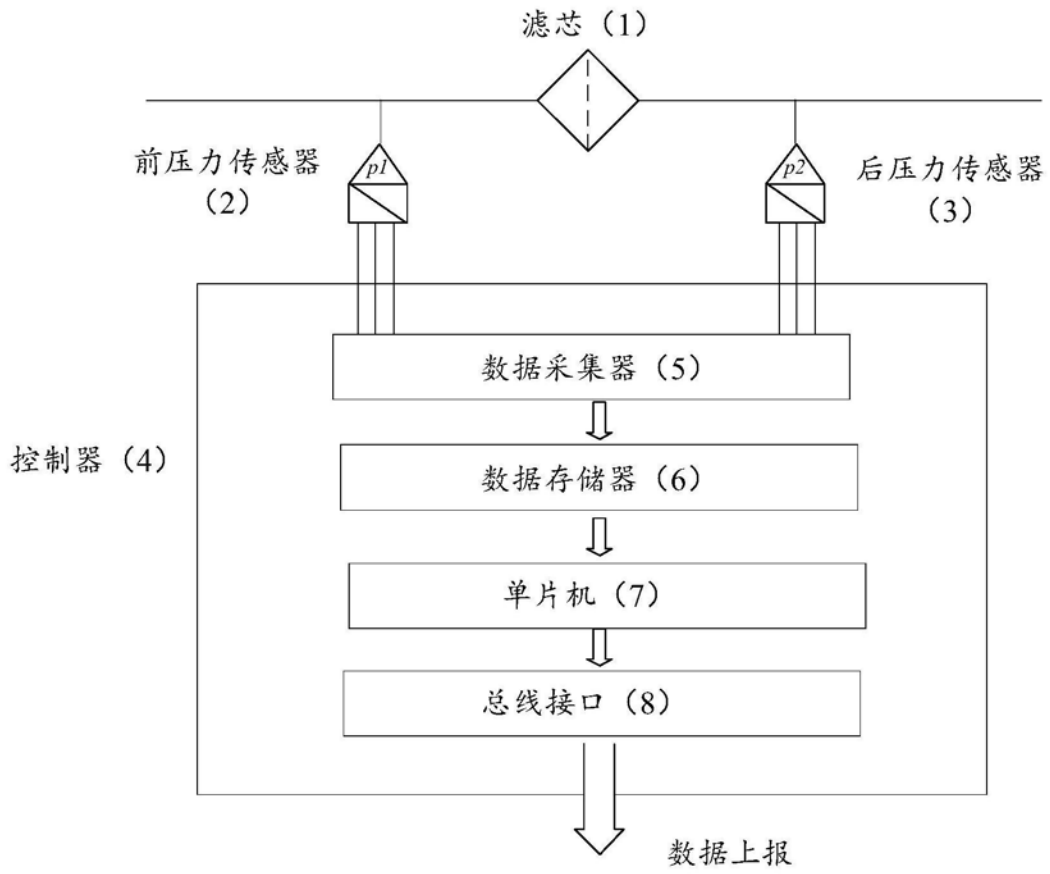 滤芯（1）
前压力传感器
（2）
p1
p2
后压力传感器
（3）
数据采集器（5）
控制器（4）
数据存储器（6）
单片机（7）
总线接口（8）
数据上报